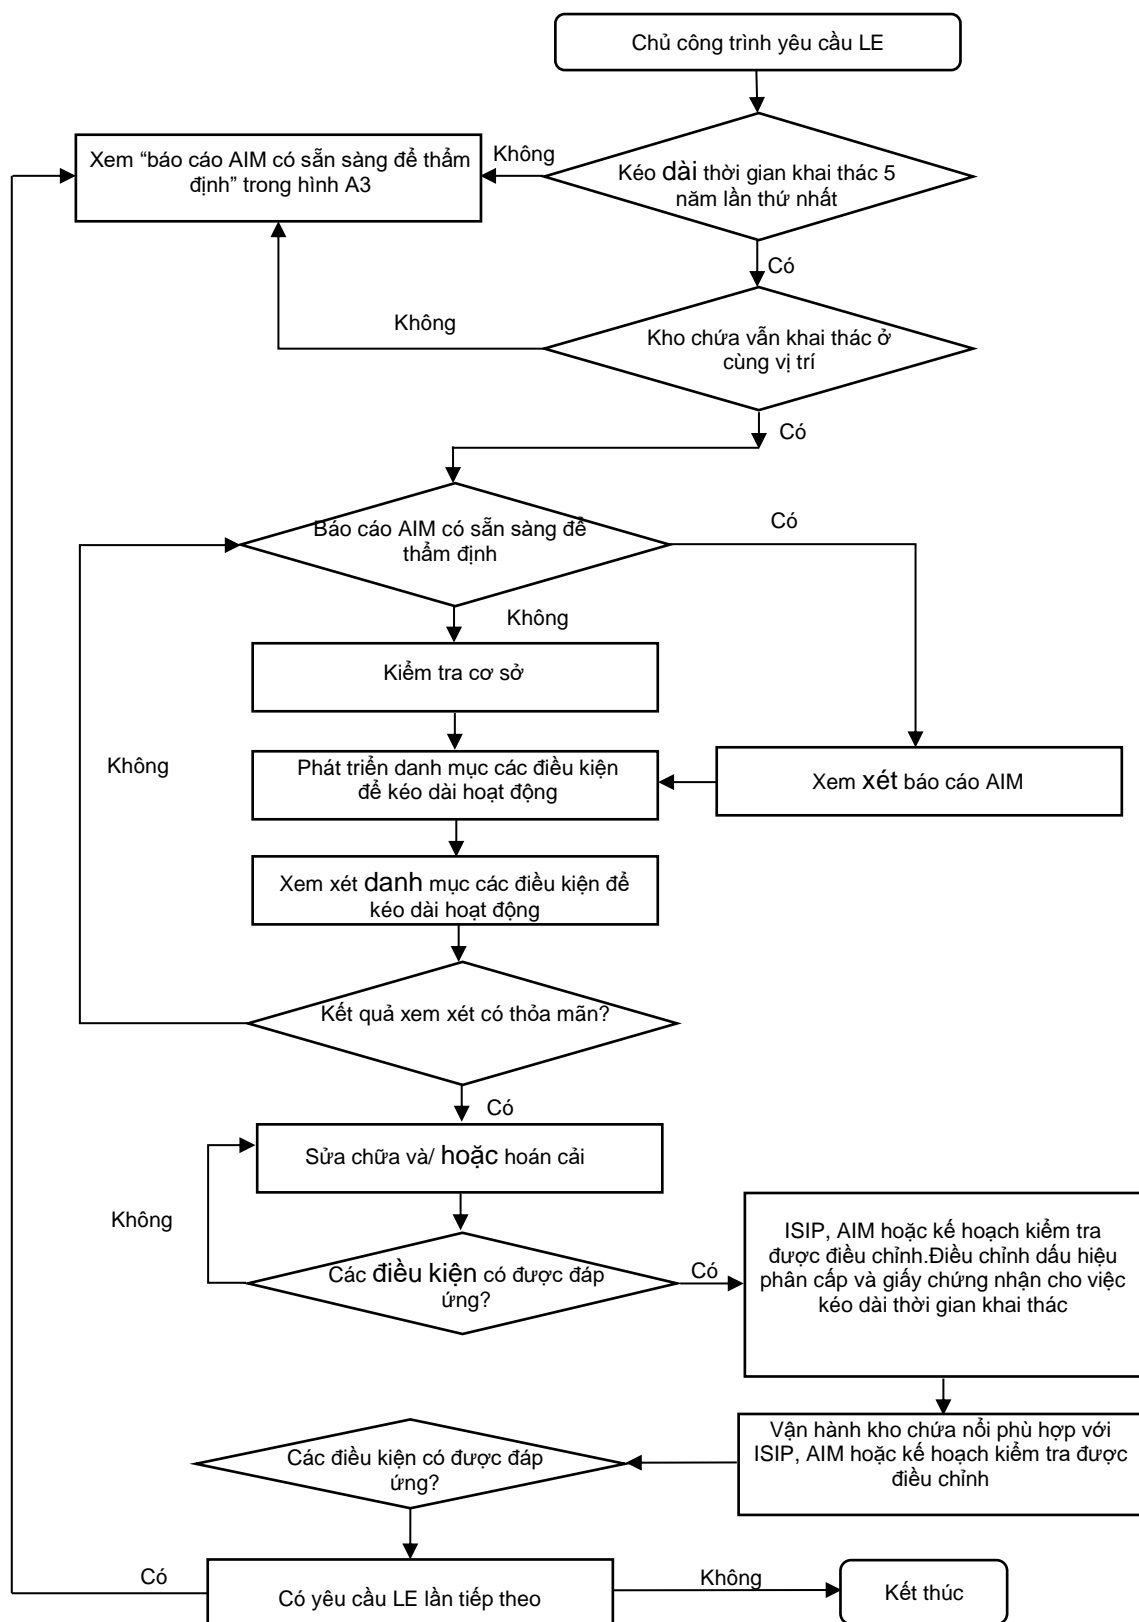 Chủ công trình yêu cầu LE
Xem “báo cáo AIM có sẵn sàng để thẩm
định” trong hình A3
Không
Kéo dài thời gian khai thác 5
năm lần thứ nhất
Có
Không
Kho chứa vẫn khai thác ở
cùng vị trí
Có
Báo cáo AIM có sẵn sàng để
thẩm định
Có
Không
Kiểm tra cơ sở
Không
Phát triển danh mục các điều kiện
để kéo dài hoạt động
Xem xét báo cáo AIM
Xem xét danh mục các điều kiện để
kéo dài hoạt động
Kết quả xem xét có thỏa mãn?
Có
Sửa chữa và/ hoặc hoán cải
Không
Các điều kiện có được đáp
ứng?
Có
ISIP, AIM hoặc kế hoạch kiểm tra
được điều chỉnh.Điều chỉnh dấu hiệu
phân cấp và giấy chứng nhận cho việc
kéo dài thời gian khai thác
Vận hành kho chứa nổi phù hợp với
ISIP, AIM hoặc kế hoạch kiểm tra được
điều chỉnh
Các điều kiện có được đáp
ứng?
Có
Có yêu cầu LE lần tiếp theo
Không
Kết thúc